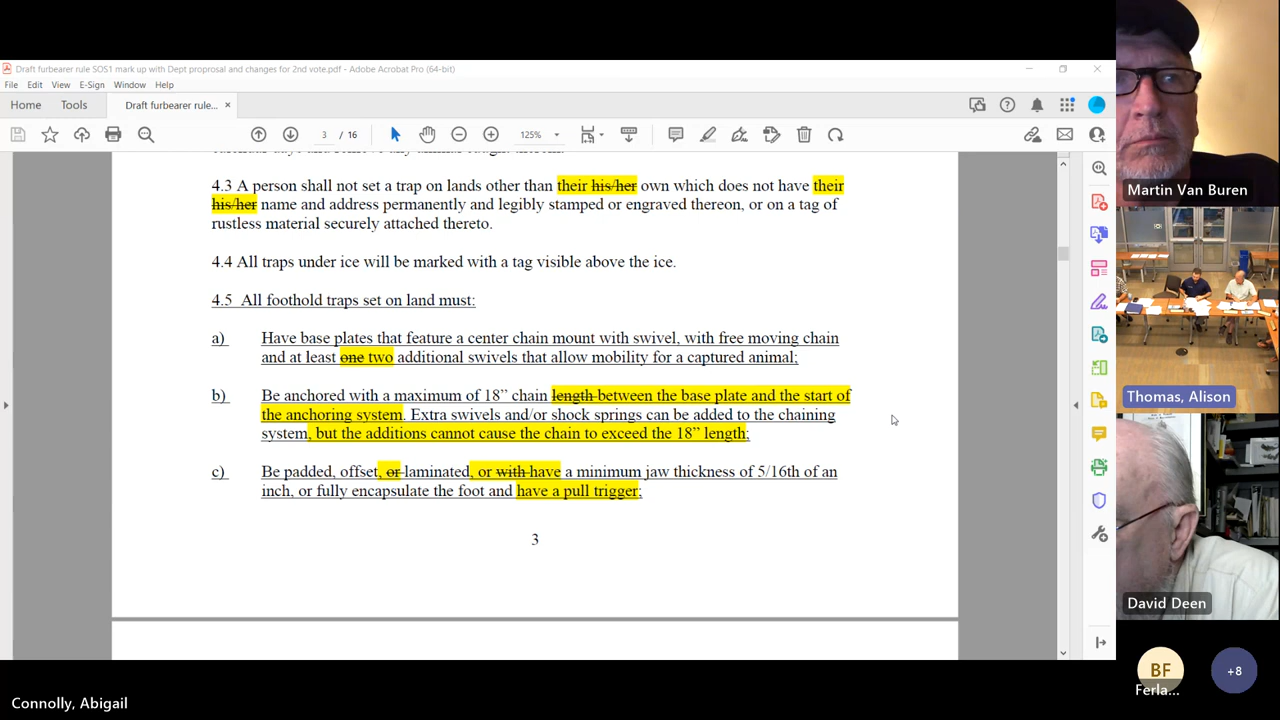 Draft furbearer rule SOS1 mark up with Dept proprosal and changes for 2nd vote.pdf - Adobe Acrobat Pro (64-bit)
File Edit View E-Sign Window Help
Home Tools Draft furbearer rule... ×
3 / 16 125%
4.3 A person shall not set a trap on lands other than their his/her own which does not have their
his/her name and address permanently and legibly stamped or engraved thereon, or on a tag of
rustless material securely attached thereto.
4.4 All traps under ice will be marked with a tag visible above the ice.
4.5 All foothold traps set on land must:
a) Have base plates that feature a center chain mount with swivel, with free moving chain
and at least one two additional swivels that allow mobility for a captured animal;
b) Be anchored with a maximum of 18” chain length between the base plate and the start of
the anchoring system. Extra swivels and/or shock springs can be added to the chaining
system, but the additions cannot cause the chain to exceed the 18” length;
c) Be padded, offset, or laminated, or with have a minimum jaw thickness of 5/16th of an
inch, or fully encapsulate the foot and have a pull trigger;
3
Martin Van Buren
Thomas, Alison
David Deen
BF
Ferla...
+8
Connolly, Abigail